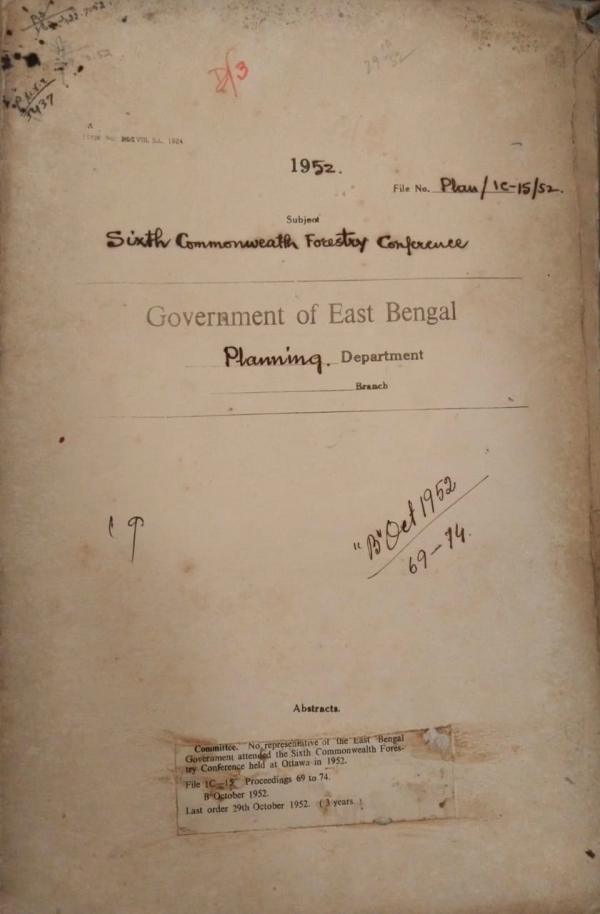 D/3
1952.
File No. Plan/1C-15/52.
Subject
Sixth Commonweath Forestry Conference
Government of East Bengal
Planning. Department
Branch
"B" Oct 1952
69-74.
Abstracts.
Committee. No representative of the East Bengal
Government attended the Sixth Commonwealth Fores-
try Conference held at Ottawa in 1952.
File 1C—15 Proceedings 69 to 74.
B October 1952.
Last order 29th October 1952. (3 years.)